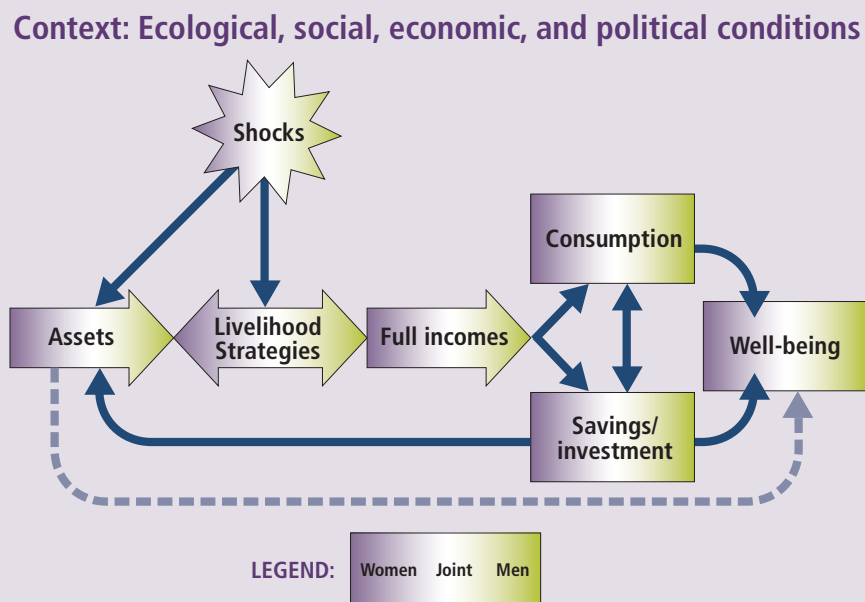 Context: Ecological, social, economic, and political conditions
Shocks
Consumption
Assets
Livelihood
Strategies
Full incomes
Well-being
Savings/
investment
LEGEND: Women Joint Men